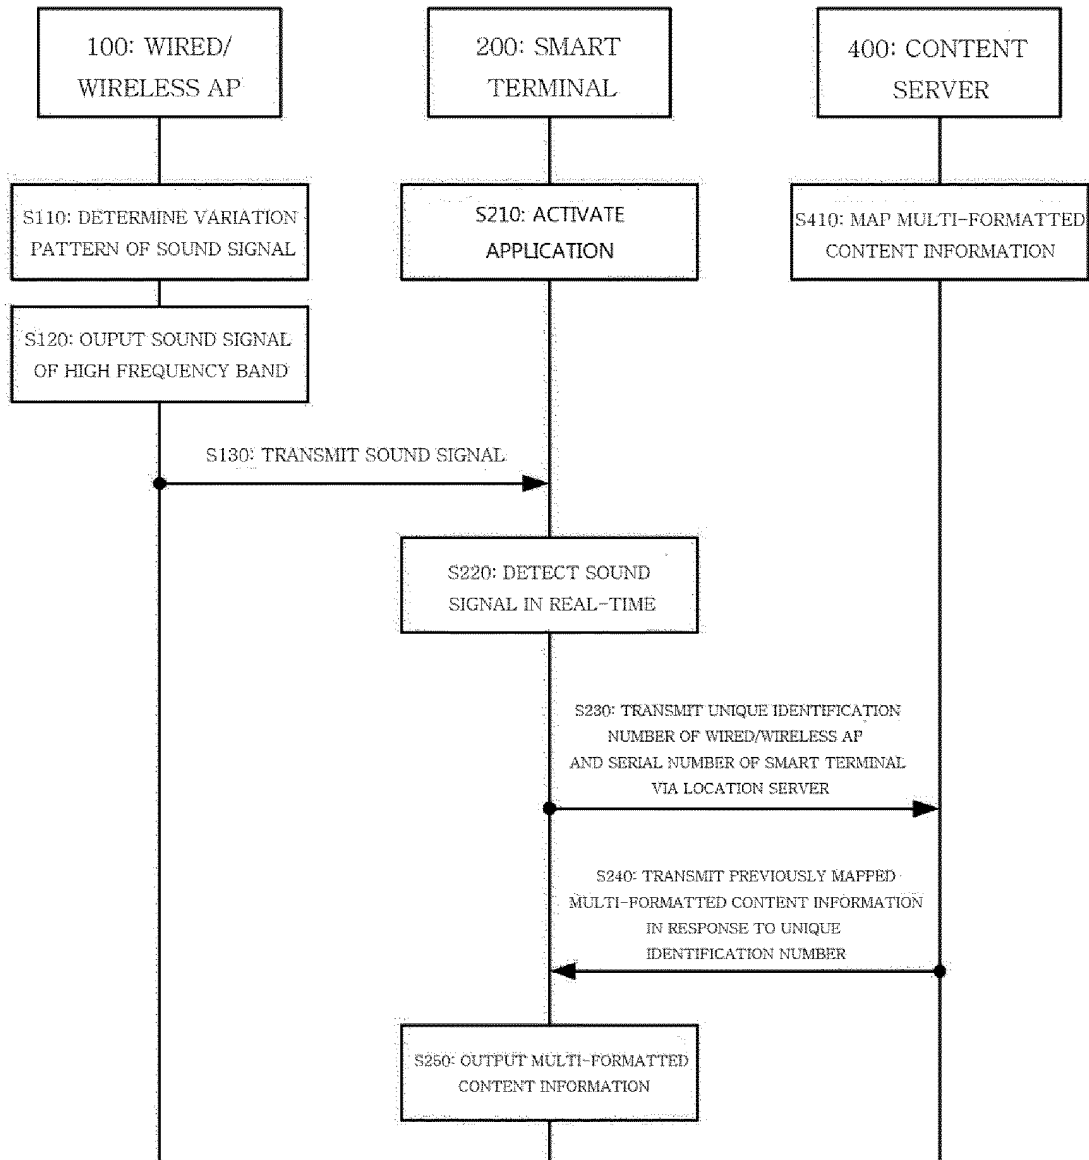 100: WIRED/
WIRELESS AP
200: SMART
TERMINAL
400: CONTENT
SERVER
S110: DETERMINE VARIATION
PATTERN OF SOUND SIGNAL
S210: ACTIVATE
APPLICATION
S410: MAP MULTI-FORMATTED
CONTENT INFORMATION
S120: OUPUT SOUND SIGNAL
OF HIGH FREQUENCY BAND
S130: TRANSMIT SOUND SIGNAL
S220: DETECT SOUND
SIGNAL IN REAL-TIME
S230: TRANSMIT UNIQUE IDENTIFICATION
NUMBER OF WIRED/WIRELESS AP
AND SERIAL NUMBER OF SMART TERMINAL
VIA LOCATION SERVER
S240: TRANSMIT PREVIOUSLY MAPPED
MULTI-FORMATTED CONTENT INFORMATION
IN RESPONSE TO UNIQUE
IDENTIFICATION NUMBER
S250: OUTPUT MULTI-FORMATTED
CONTENT INFORMATION